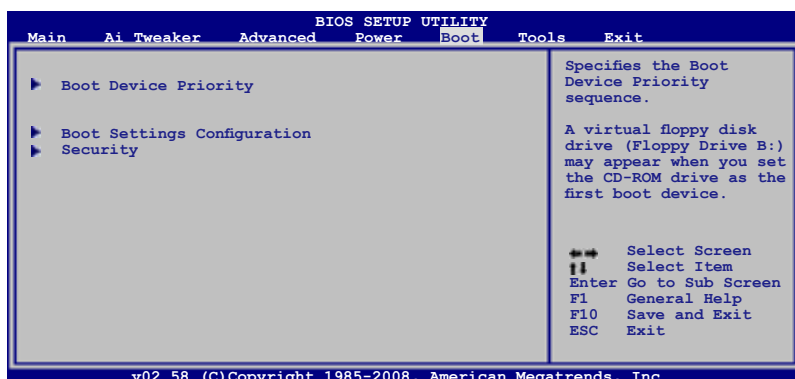 BIOS SETUP UTILITY
Main Ai Tweaker Advanced Power Boot Tools Exit
Boot Device Priority
Boot Settings Configuration
Security
Specifies the Boot
Device Priority
sequence.
A virtual floppy disk
drive (Floppy Drive B:)
may appear when you set
the CD-ROM drive as the
first boot device.
Select Screen
Select Item
Enter Go to Sub Screen
F1 General Help
F10 Save and Exit
ESC Exit
v02.58 (C)Copyright 1985-2008, American Megatrends, Inc.